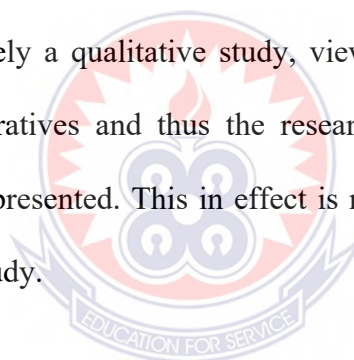 ely a qualitative study, view
ratives and thus the resear
presented. This in effect is
udy.
EDUCATION FOR SERVICE